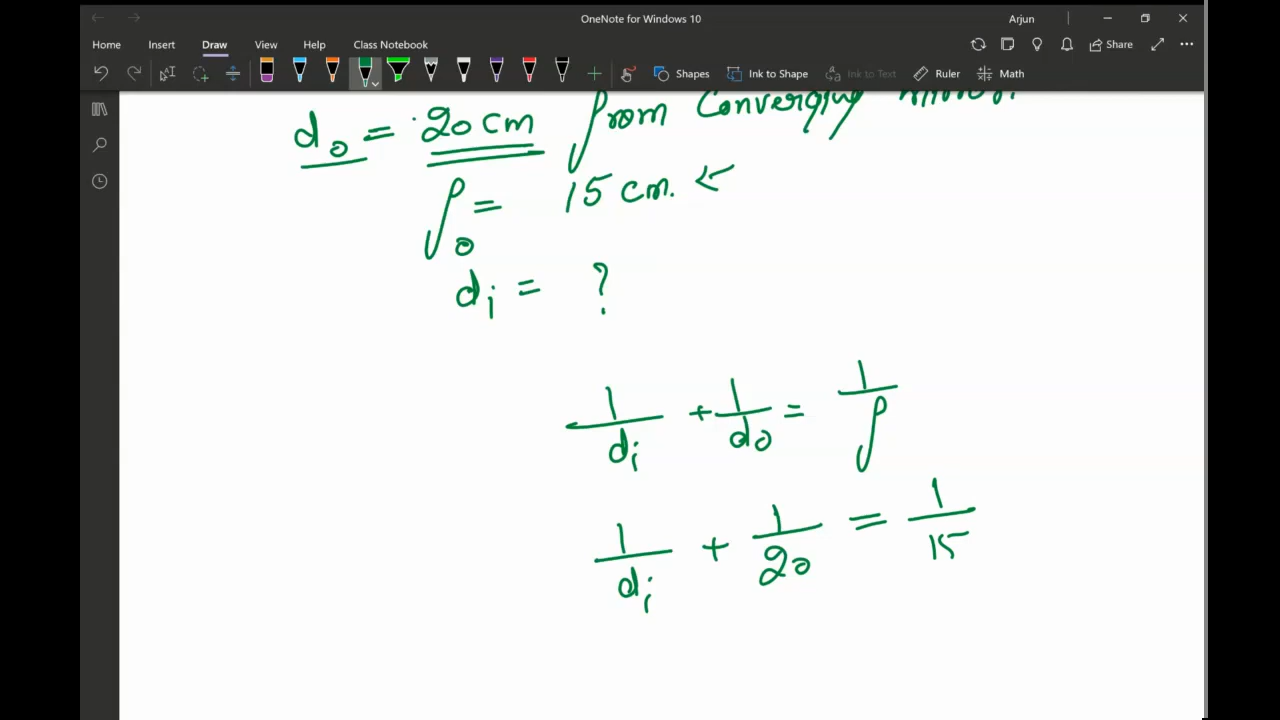 OneNote for Windows 10
Arjun
Home Insert Draw View Help Class Notebook
Share
Shapes Ink to Shape Ink to Text Ruler Math
do = 20 cm from Converging
fo = 15 cm. ←
di = ?
1/di + 1/do = 1/f
1/di + 1/20 = 1/15